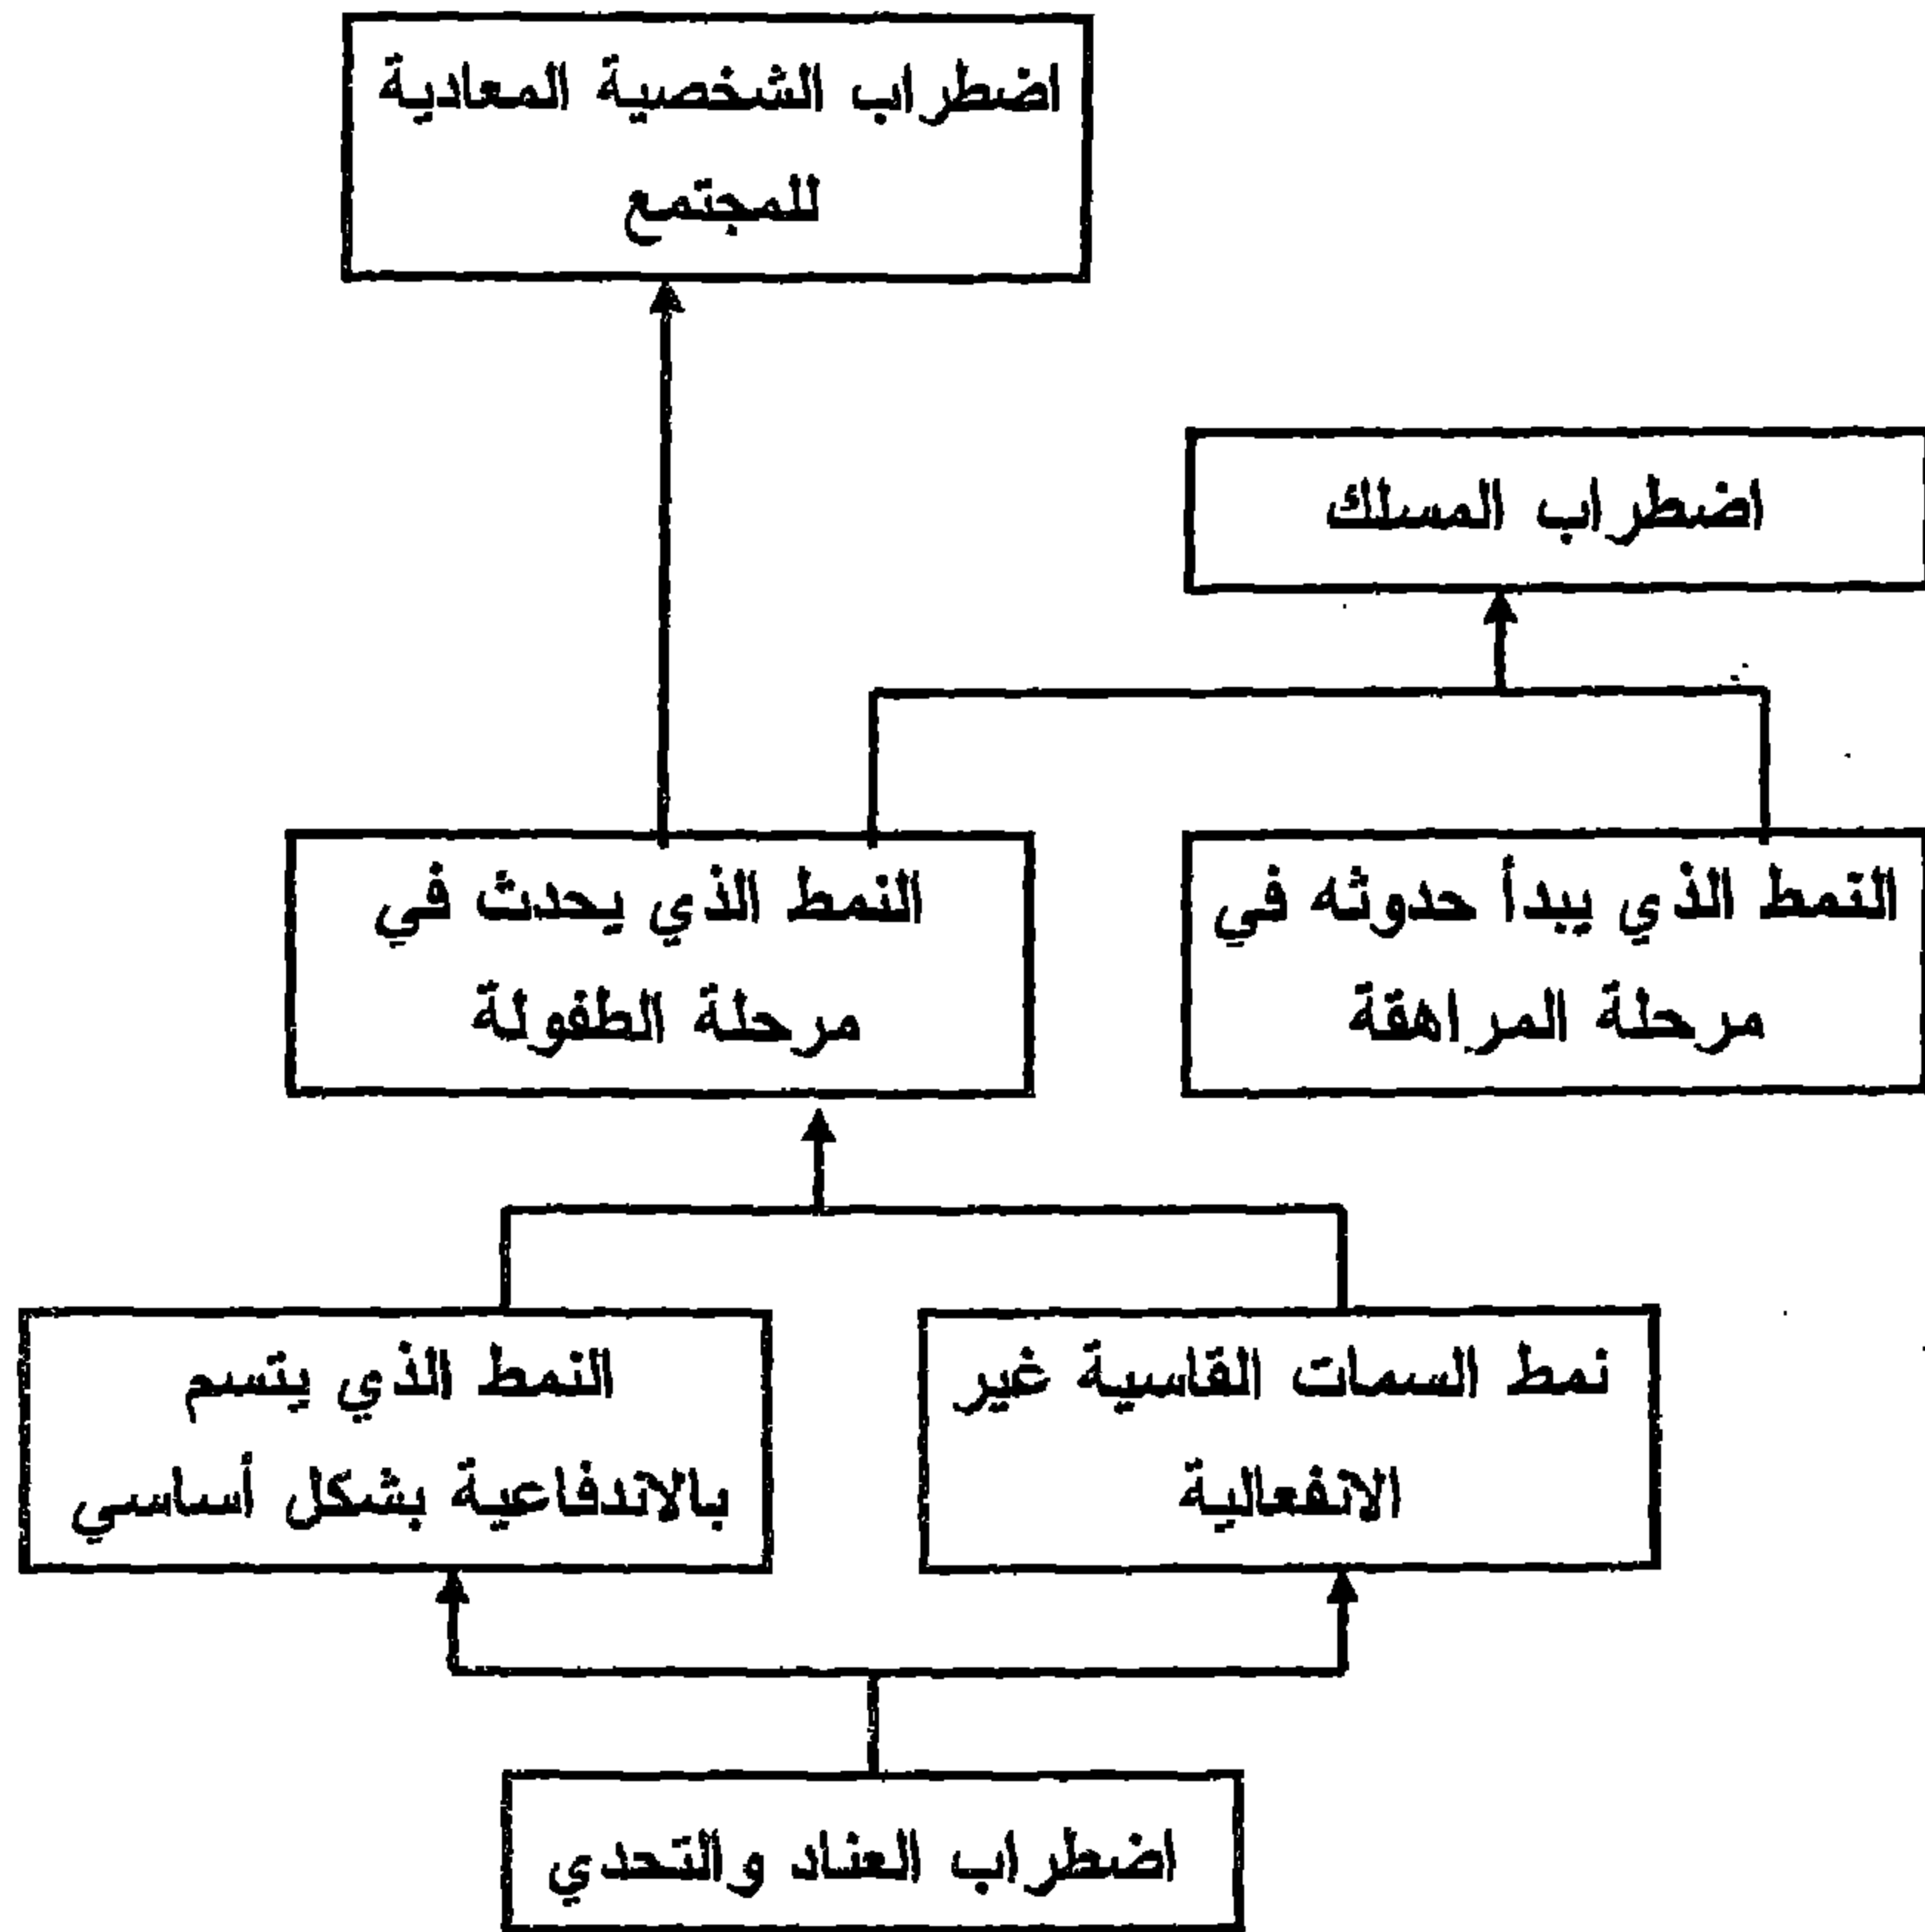 اضطراب الشخصية المعادية
للمجتمع
اضطراب المسلك
النمط الذي يبدأ حدوثه في
مرحلة المراهقة
النمط الذي يحدث في
مرحلة الطفولة
نمط السمات القاسية غير
الانفعالية
النمط الذي يتسم
بالاندفاعية بشكل أساسي
اضطراب العناد والتحدي